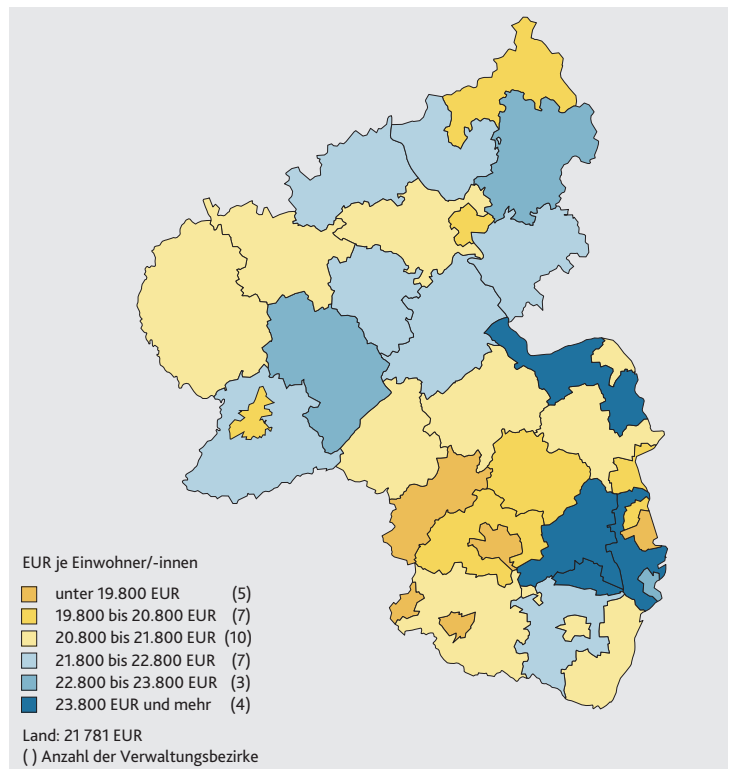 EUR je Einwohner/-innen
unter 19.800 EUR (5)
19.800 bis 20.800 EUR (7)
20.800 bis 21.800 EUR (10)
21.800 bis 22.800 EUR (7)
22.800 bis 23.800 EUR (3)
23.800 EUR und mehr (4)
Land: 21 781 EUR
( ) Anzahl der Verwaltungsbezirke